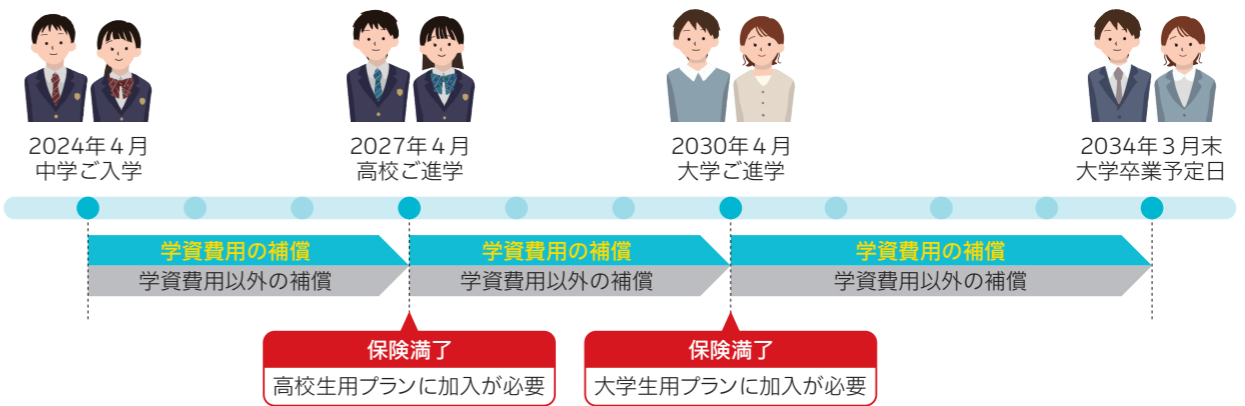 2024年4月
中学ご入学
2027年4月
高校ご進学
2030年4月
大学ご進学
2034年3月末
大学卒業予定日
学資費用の補償
学資費用以外の補償
学資費用の補償
学資費用以外の補償
学資費用の補償
学資費用以外の補償
保険満了
高校生用プランに加入が必要
保険満了
大学生用プランに加入が必要